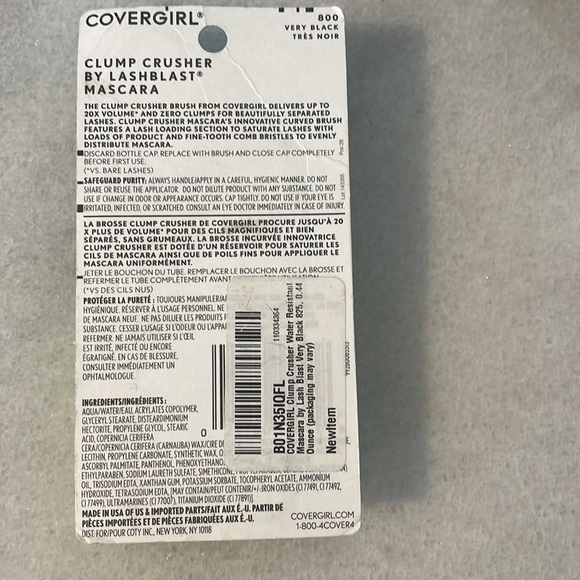 COVERGIRL®
800
VERY BLACK
TRÈS NOIR
CLUMP CRUSHER
BY LASHBLAST®
MASCARA
THE CLUMP CRUSHER BRUSH FROM COVERGIRL DELIVERS UP TO
20X VOLUME* AND ZERO CLUMPS FOR BEAUTIFULLY SEPARATED
LASHES. CLUMP CRUSHER MASCARA'S INNOVATIVE CURVED BRUSH
FEATURES A LASH LOADING SECTION TO SATURATE LASHES WITH
LOADS OF PRODUCT AND FINE-TOOTH COMB BRISTLES TO EVENLY
DISTRIBUTE MASCARA.
DISCARD BOTTLE CAP. REPLACE WITH BRUSH AND CLOSE CAP COMPLETELY
BEFORE FIRST USE.
(*VS. BARE LASHES)
SAFEGUARD PURITY: ALWAYS HANDLE/APPLY IN A CAREFUL, HYGIENIC MANNER. DO NOT
SHARE OR REUSE THE APPLICATOR. DO NOT DILUTE PRODUCT WITH ANY SUBSTANCE. DO NOT
USE IF CHANGE IN ODOR OR APPEARANCE OCCURS. CAP TIGHTLY. DO NOT USE IF YOUR EYE IS
IRRITATED, INFECTED, OR SCRATCHED. CONSULT AN EYE DOCTOR IMMEDIATELY IN CASE OF INJURY.
LA BROSSE CLUMP CRUSHER DE COVERGIRL PROCURE JUSQU'À 20
X PLUS DE VOLUME* POUR DES CILS MAGNIFIQUES ET BIEN
SÉPARÉS, SANS GRUMEAUX. LA BROSSE INCURVÉE INNOVATRICE
CLUMP CRUSHER EST DOTÉE D'UN RÉSERVOIR POUR SATURER LES
CILS DE MASCARA AINSI QUE DE POILS FINS POUR APPLIQUER LE
MASCARA UNIFORMÉMENT.
JETER LE BOUCHON DU TUBE. REMPLACER LE BOUCHON AVEC LA BROSSE ET
REFERMER LE TUBE COMPLÈTEMENT AVANT
(*VS DES CILS NUS)
PROTÉGER LA PURETÉ : TOUJOURS MANIPULER/A
HYGIÉNIQUE. RÉSERVER À L'USAGE PERSONNEL. NE
DE MASCARA NEUF. NE PAS DILUER LES PRODUITS
SUBSTANCE. CESSER L'USAGE SI L'ODEUR OU L'APPA
REFERMER. NE JAMAIS UTILISER SI L'ŒIL
EST IRRITÉ, INFECTÉ OU ENCORE
ÉGRATIGNÉ. EN CAS DE BLESSURE,
CONSULTER IMMÉDIATEMENT UN
OPHTALMOLOGUE.
0
110334364
B01N35IQFL
COVERGIRL Clump Crusher Water Resistant
Mascara by Lash Blast Very Black 825, 0.44
Ounce (packaging may vary)
NewItem
INGREDIENTS/INGRÉDIENTS :
AQUA/WATER/EAU, ACRYLATES COPOLYMER,
GLYCERYL STEARATE, DISTEARDIMONIUM
HECTORITE, PROPYLENE GLYCOL, STEARIC
ACID, COPERNICIA CERIFERA
CERA/COPERNICIA CERIFERA (CARNAUBA) WAX/CIRE D
LECITHIN, PROPYLENE CARBONATE, SYNTHETIC WAX,
ASCORBYL PALMITATE, PANTHENOL, PHENOXYETHANO
ETHYLPARABEN, SODIUM LAURETH SULFATE, SIMETHICONE,
OIL, TRISODIUM EDTA, XANTHAN GUM, POTASSIUM SORBATE, TOCOPHERYL ACETATE, AMMONIUM
HYDROXIDE, TETRASODIUM EDTA, [MAY CONTAIN/PEUT CONTENIR/+/-:IRON OXIDES (CI 77491, CI 77492,
CI 77499), ULTRAMARINES (CI 77007), TITANIUM DIOXIDE (CI 77891)]
MADE IN USA OF US & IMPORTED PARTS/FAIT AUX É.-U. PARTIR DE
PIÈCES IMPORTÉES ET DE PIÈCES FABRIQUÉES AUX É.-U.
DIST. FOR/POUR COTY INC., NEW YORK, NY 10118
COVERGIRL.COM
1-800-4COVER4